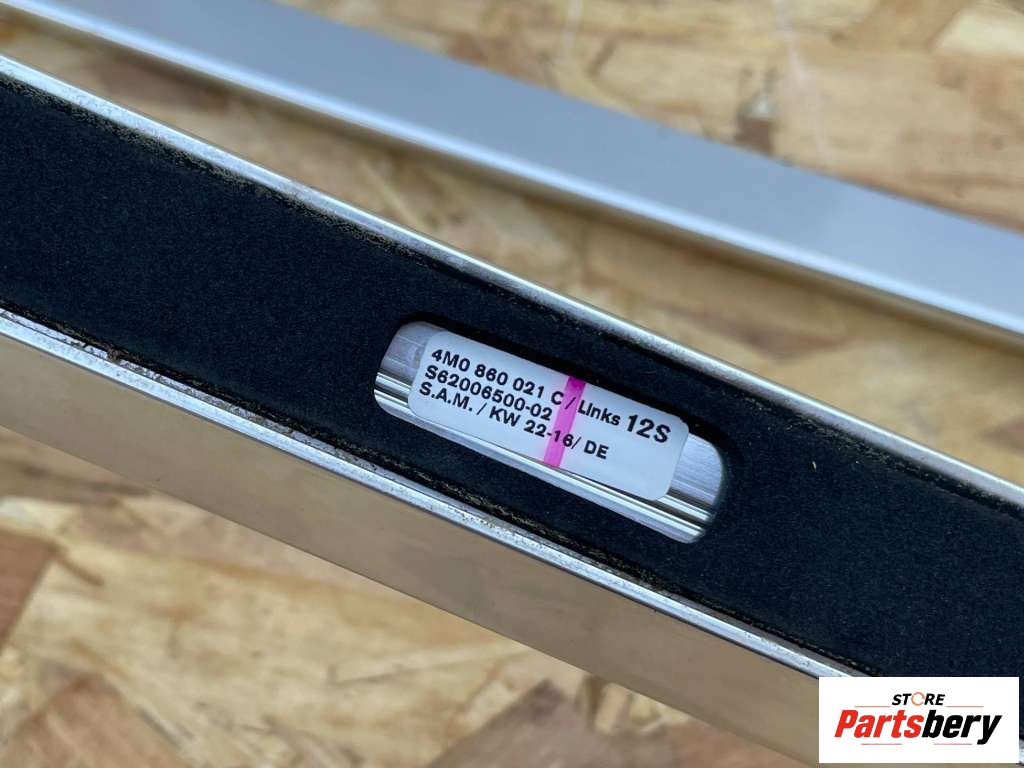 4M0 860 021 C / Links 12S
S62006500-02
S.A.M. / KW 22-16/ DE
STORE
Partsbery